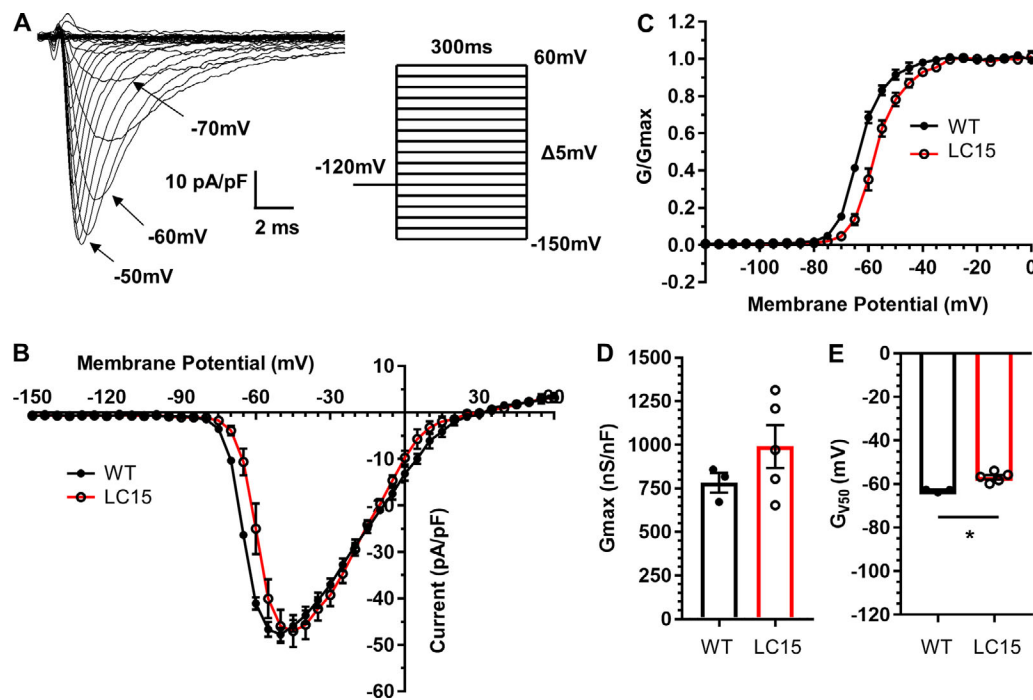 A
-70mV
-60mV
-50mV
10 pA/pF
2 ms
300ms
60mV
-120mV
Δ5mV
-150mV
B
Membrane Potential (mV)
-150 -120 -90 -60 -30 0 30
10
-10
-20
-30
-40
-50
-60
Current (pA/pF)
WT
LC15
C
1.2
1.0
0.8
0.6
0.4
0.2
0.0
-0.2
G/Gmax
-100 -80 -60 -40 -20 0
Membrane Potential (mV)
WT
LC15
D
1500
1250
1000
750
500
250
0
Gmax (nS/nF)
WT LC15
E
0
-20
-40
-60
-80
-100
-120
GV50 (mV)
*
WT LC15